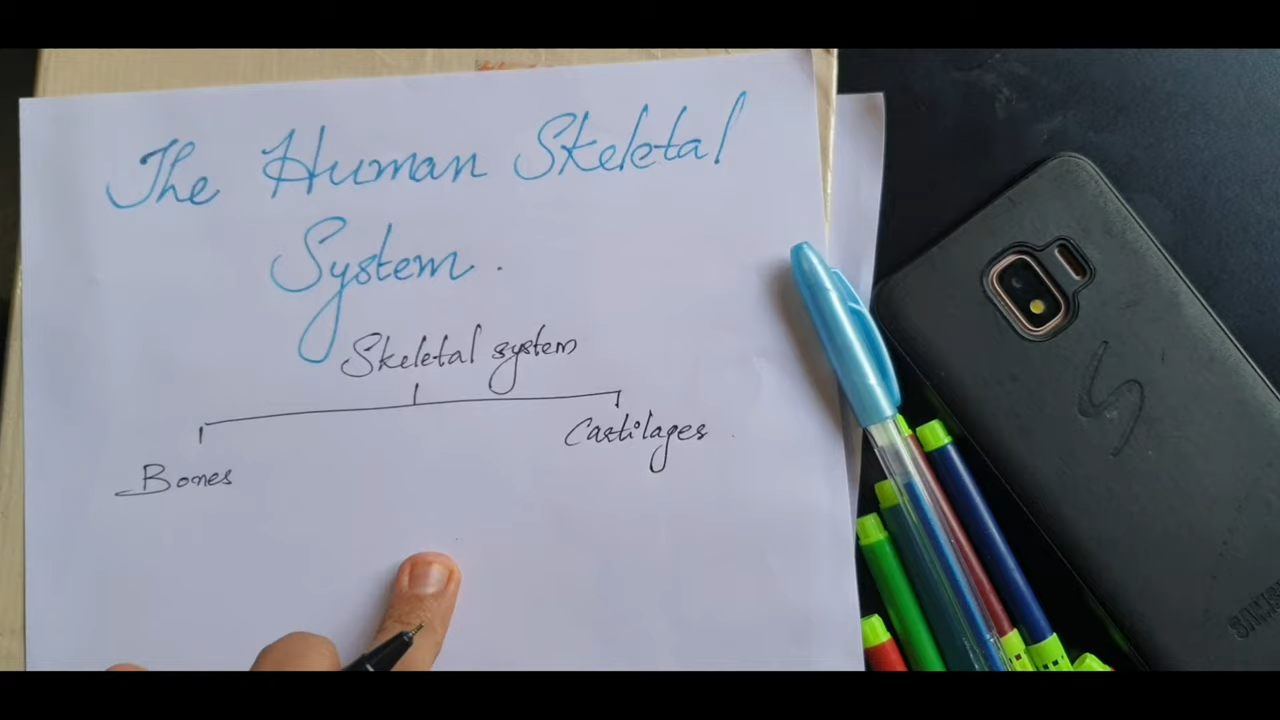 The Human Skeletal
System.
Skeletal system
Bones
Cartilages